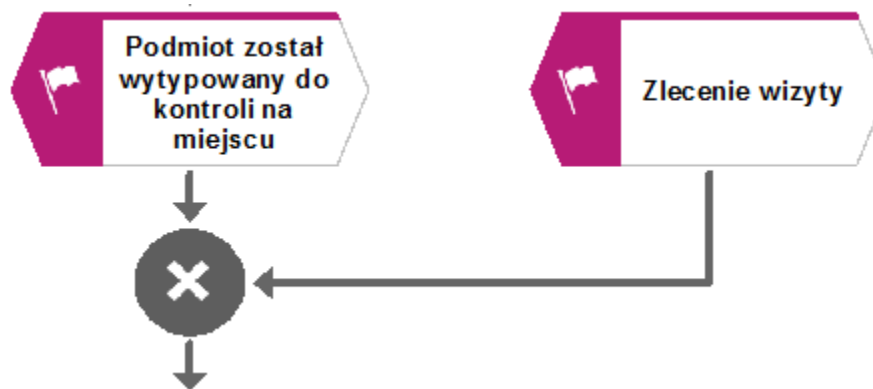 Podmiot został
wytypowany do
kontroli na
miejscu
Zlecenie wizyty